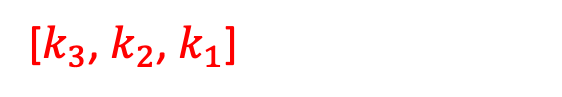 [k₃, k₂, k₁]